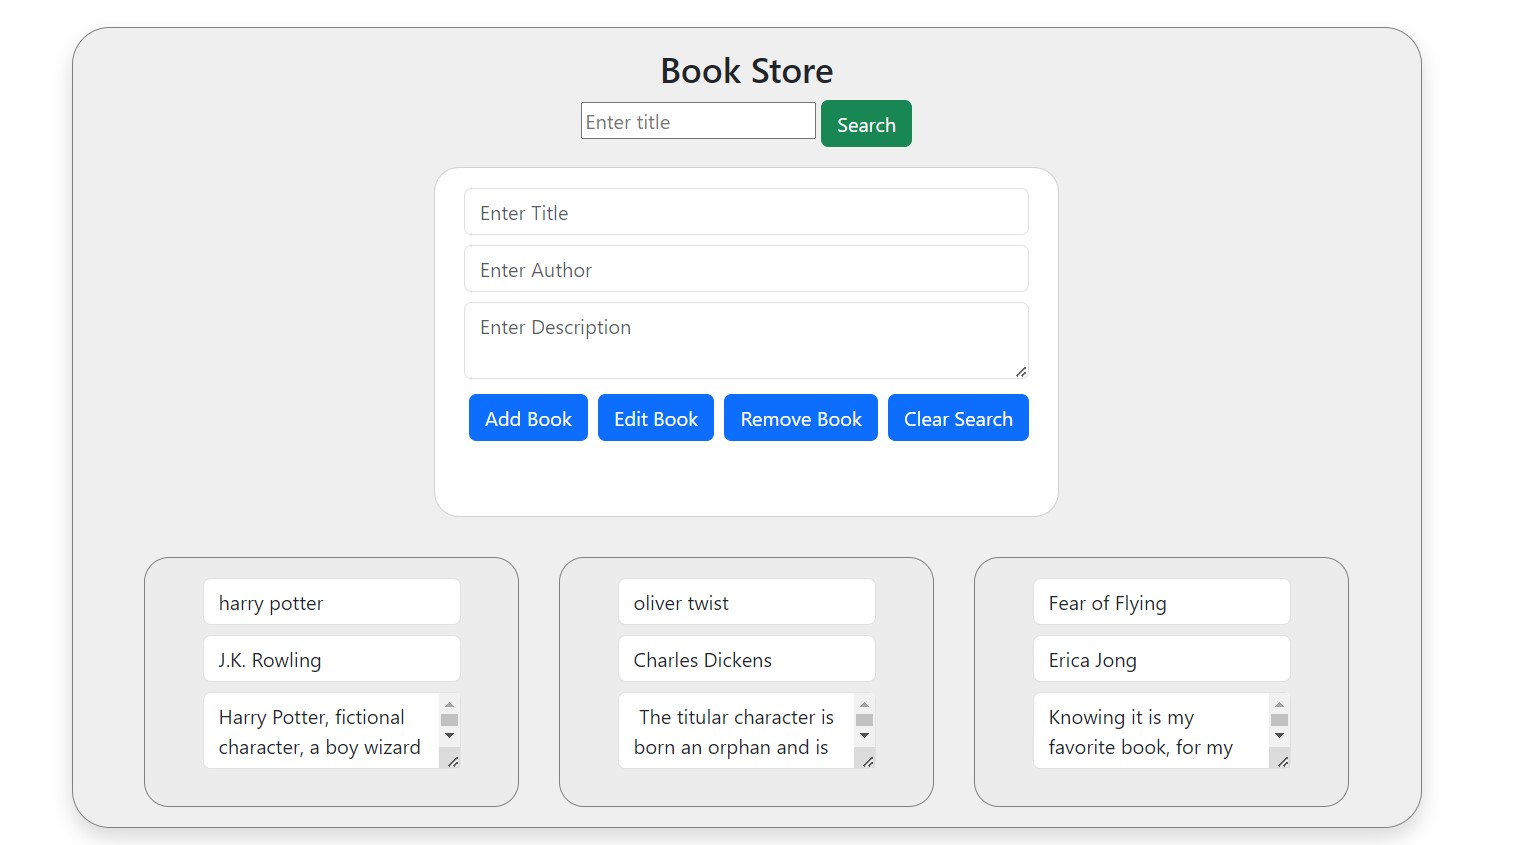 Book Store
Enter title
Search
Enter Title
Enter Author
Enter Description
Add Book Edit Book Remove Book Clear Search
harry potter
J.K. Rowling
Harry Potter, fictional
character, a boy wizard
oliver twist
Charles Dickens
The titular character is
born an orphan and is
Fear of Flying
Erica Jong
Knowing it is my
favorite book, for my